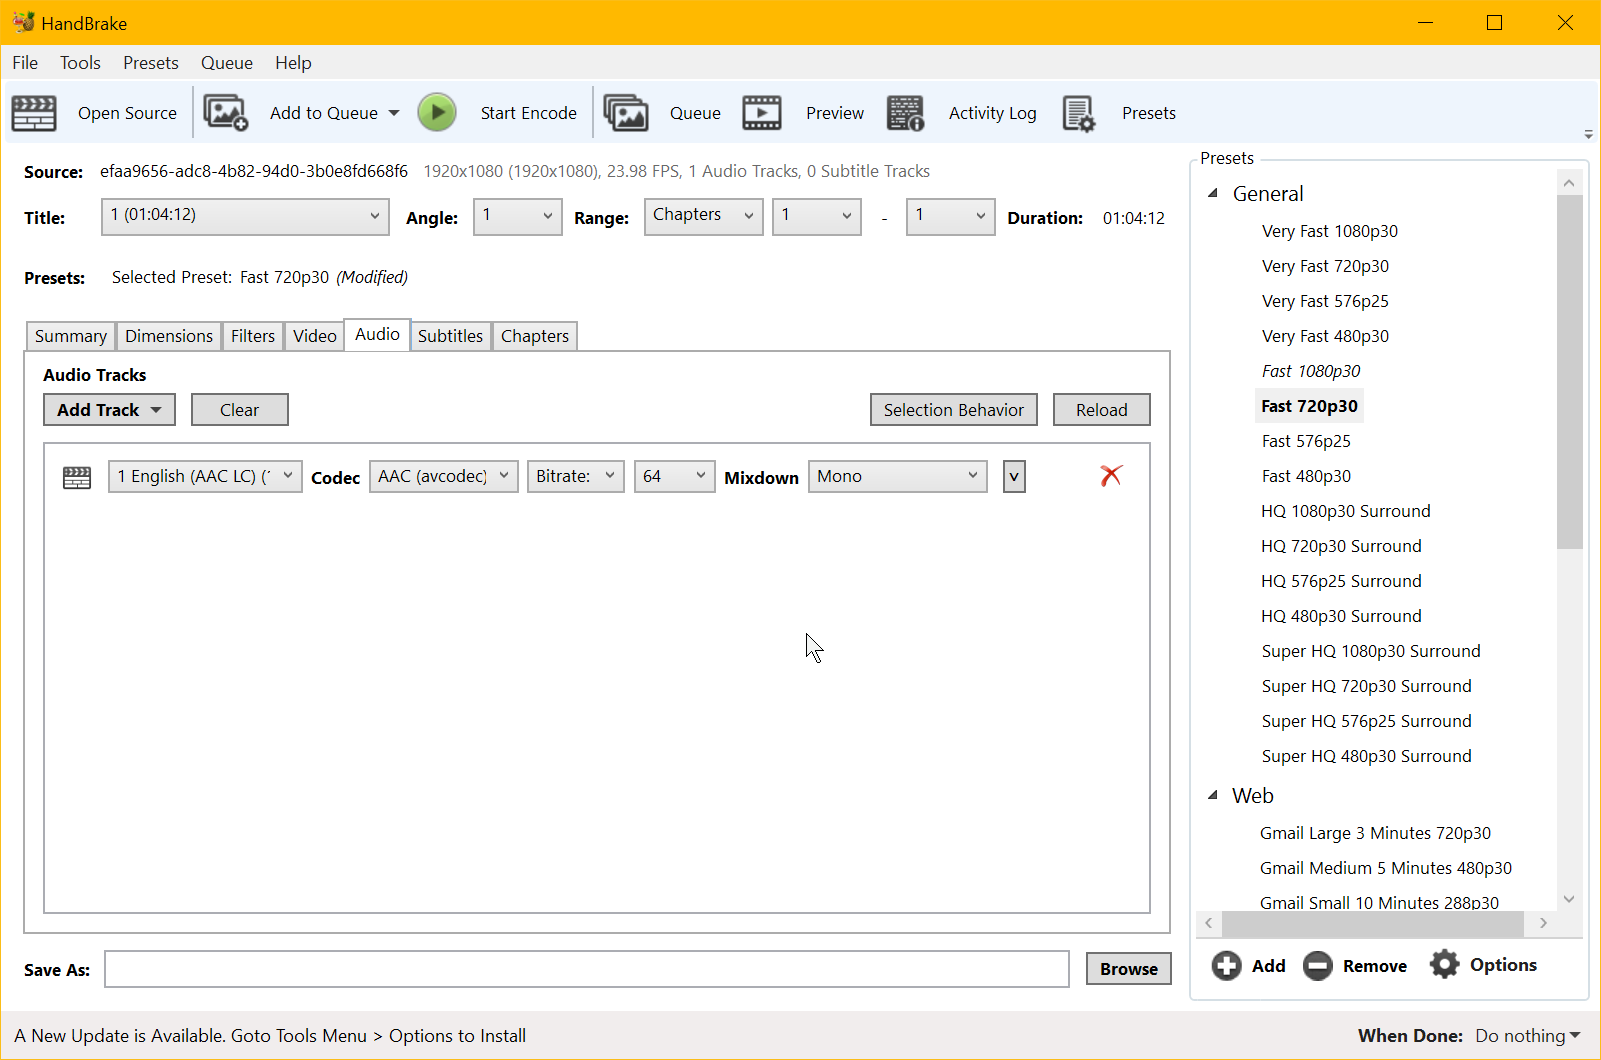 HandBrake
File Tools Presets Queue Help
Open Source Add to Queue Start Encode Queue Preview Activity Log Presets
Source: efaa9656-adc8-4b82-94d0-3b0e8fd668f6 1920x1080 (1920x1080), 23.98 FPS, 1 Audio Tracks, 0 Subtitle Tracks
Title: 1 (01:04:12) Angle: 1 Range: Chapters 1 - 1 Duration: 01:04:12
Presets: Selected Preset: Fast 720p30 (Modified)
Summary Dimensions Filters Video Audio Subtitles Chapters
Audio Tracks
Add Track Clear Selection Behavior Reload
1 English (AAC LC) ( Codec AAC (avcodec) Bitrate: 64 Mixdown Mono v
Save As: Browse
Presets
General
Very Fast 1080p30
Very Fast 720p30
Very Fast 576p25
Very Fast 480p30
Fast 1080p30
Fast 720p30
Fast 576p25
Fast 480p30
HQ 1080p30 Surround
HQ 720p30 Surround
HQ 576p25 Surround
HQ 480p30 Surround
Super HQ 1080p30 Surround
Super HQ 720p30 Surround
Super HQ 576p25 Surround
Super HQ 480p30 Surround
Web
Gmail Large 3 Minutes 720p30
Gmail Medium 5 Minutes 480p30
Gmail Small 10 Minutes 288p30
Add Remove Options
A New Update is Available. Goto Tools Menu > Options to Install
When Done: Do nothing